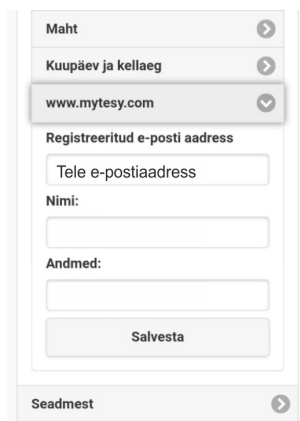 Maht
Kuupäev ja kellaeg
www.mytesy.com
Registreeritud e-posti aadress
Tele e-postiaadress
Nimi:
Andmed:
Salvesta
Seadmest